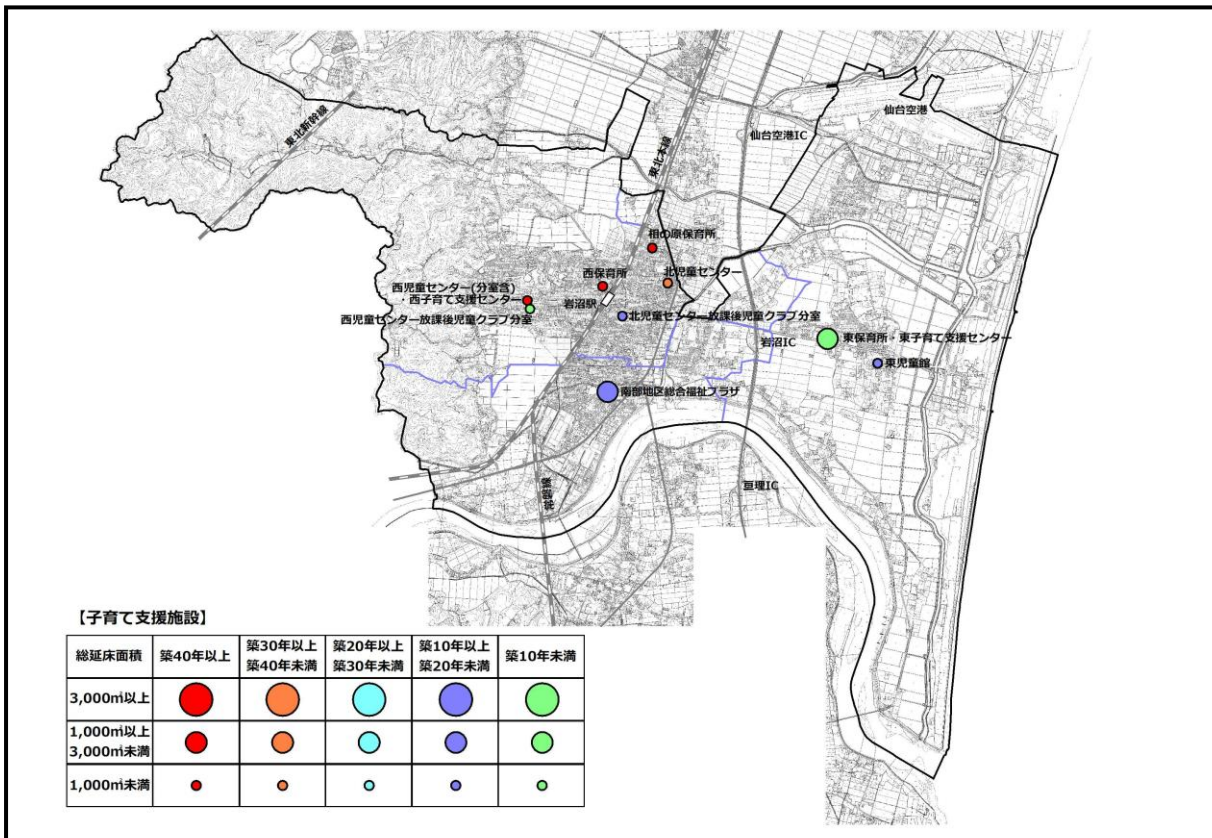 東北新幹線
東北本線
仙台空港
仙台空港IC
相の原保育所
西保育所
北児童センター
西児童センター(分室含)
・西子育て支援センター
岩沼駅
西児童センター放課後児童クラブ分室
北児童センター放課後児童クラブ分室
岩沼IC
東保育所・東子育て支援センター
東児童館
南部地区総合福祉プラザ
常磐線
亘理IC
【子育て支援施設】
総延床面積
築40年以上
築30年以上
築40年未満
築20年以上
築30年未満
築10年以上
築20年未満
築10年未満
3,000㎡以上
1,000㎡以上
3,000㎡未満
1,000㎡未満